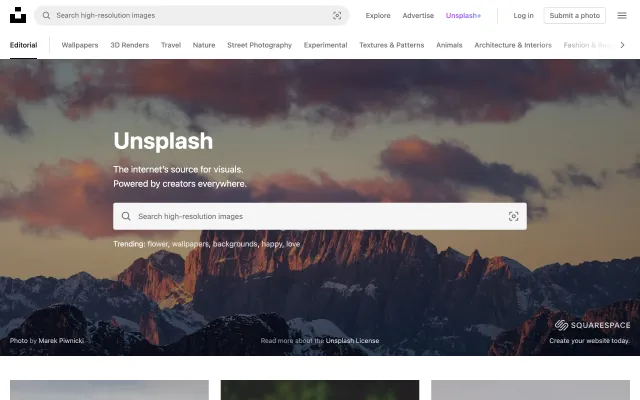 Search high-resolution images
Explore
Advertise
Unsplash+
Log in
Submit a photo
Editorial
Wallpapers
3D Renders
Travel
Nature
Street Photography
Experimental
Textures & Patterns
Animals
Architecture & Interiors
Fashion &
Unsplash
The internet's source for visuals.
Powered by creators everywhere.
Search high-resolution images
Trending: flower, wallpapers, backgrounds, happy, love
SQUARESPACE
Photo by Marek Piwnicki
Read more about the Unsplash License
Create your website today.